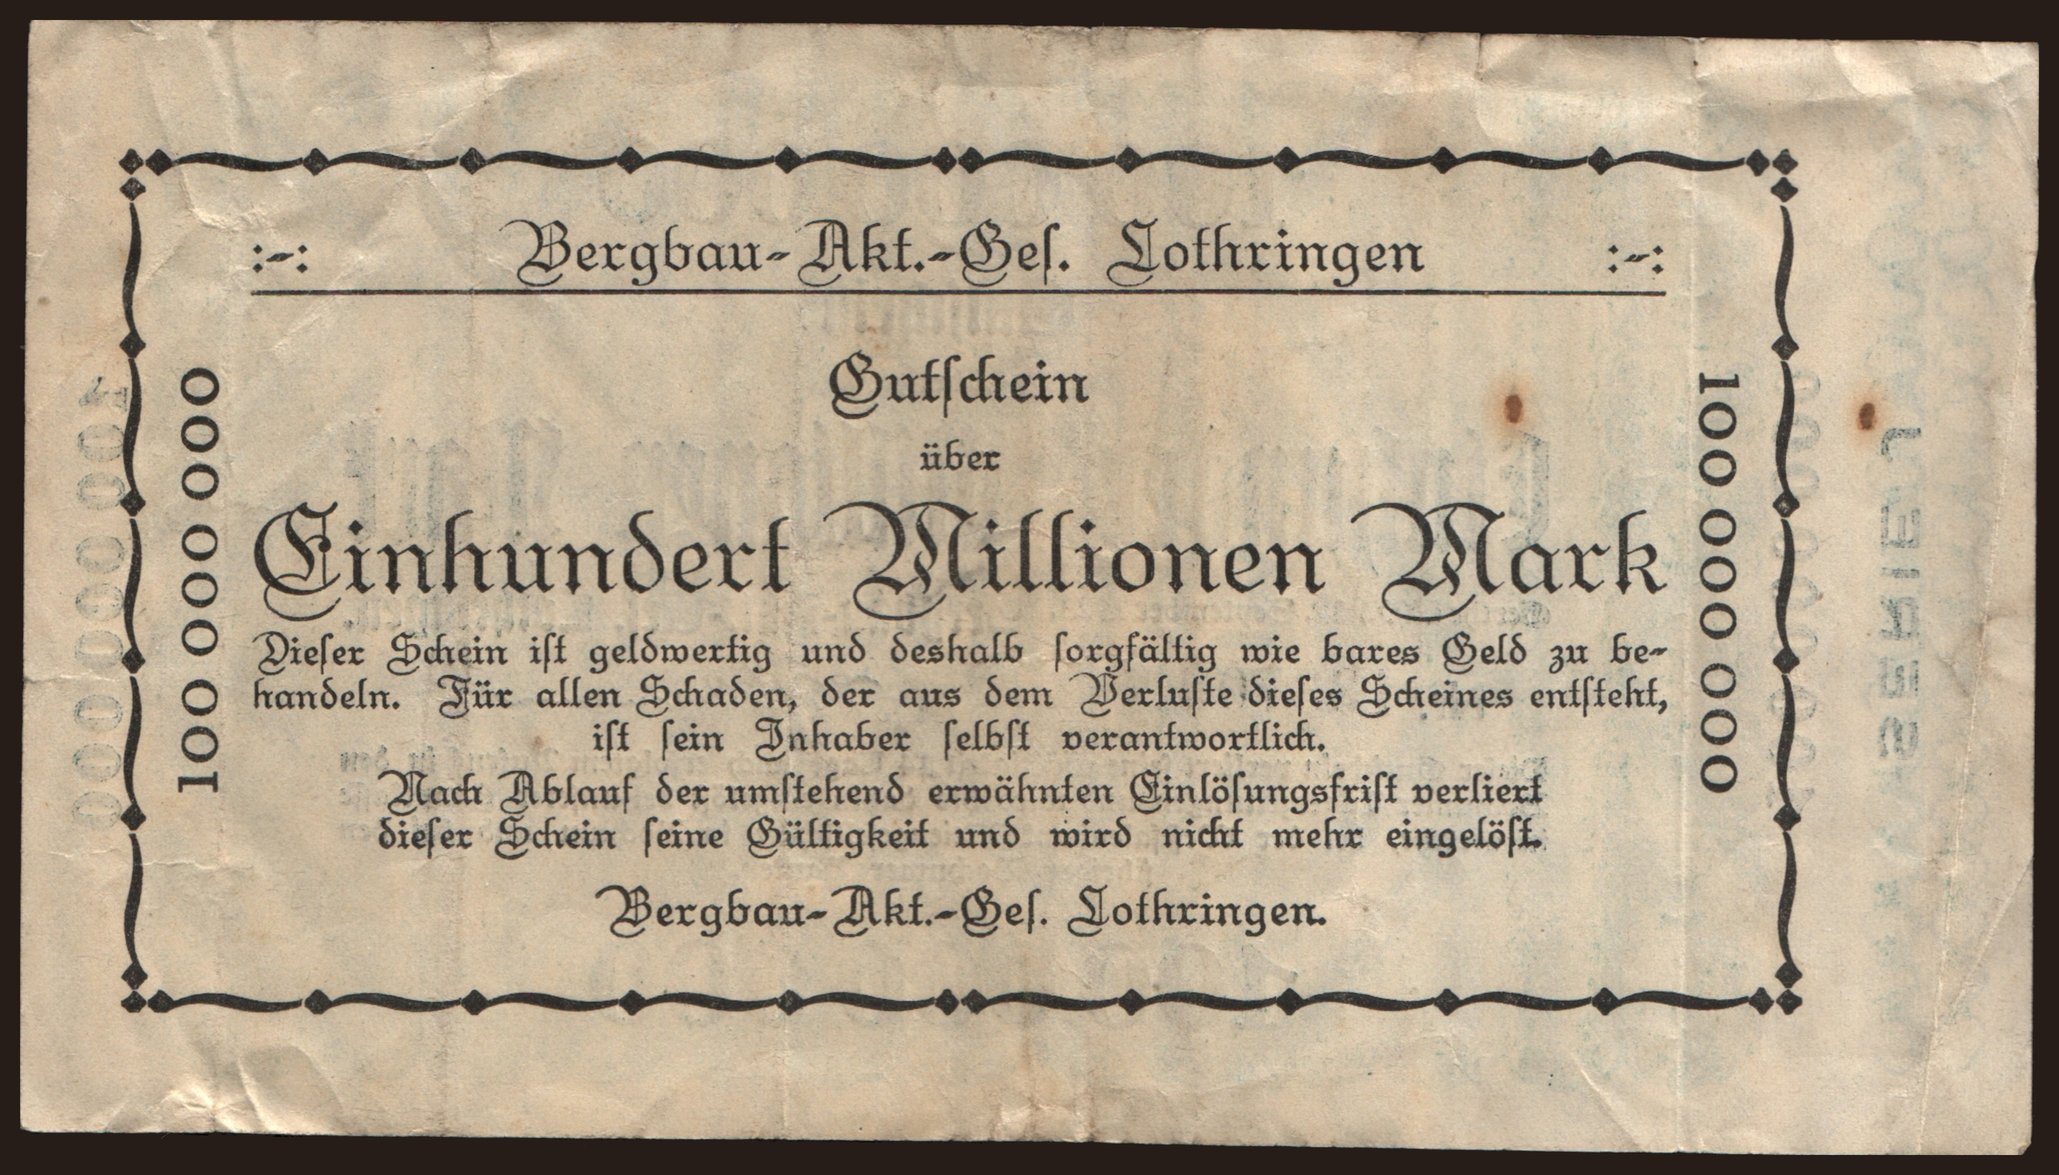 :-: Bergbau-Akt.-Ges. Lothringen :-:
Gutschein
über
Einhundert Millionen Mark
Dieser Schein ist geldwertig und deshalb sorgfältig wie bares Geld zu be-
handeln. Für allen Schaden, der aus dem Verluste dieses Scheines entsteht,
ist sein Inhaber selbst verantwortlich.
Nach Ablauf der umstehend erwähnten Einlösungsfrist verliert
dieser Schein seine Gültigkeit und wird nicht mehr eingelöst.
Bergbau-Akt.-Ges. Lothringen.
100 000 000
100 000 000